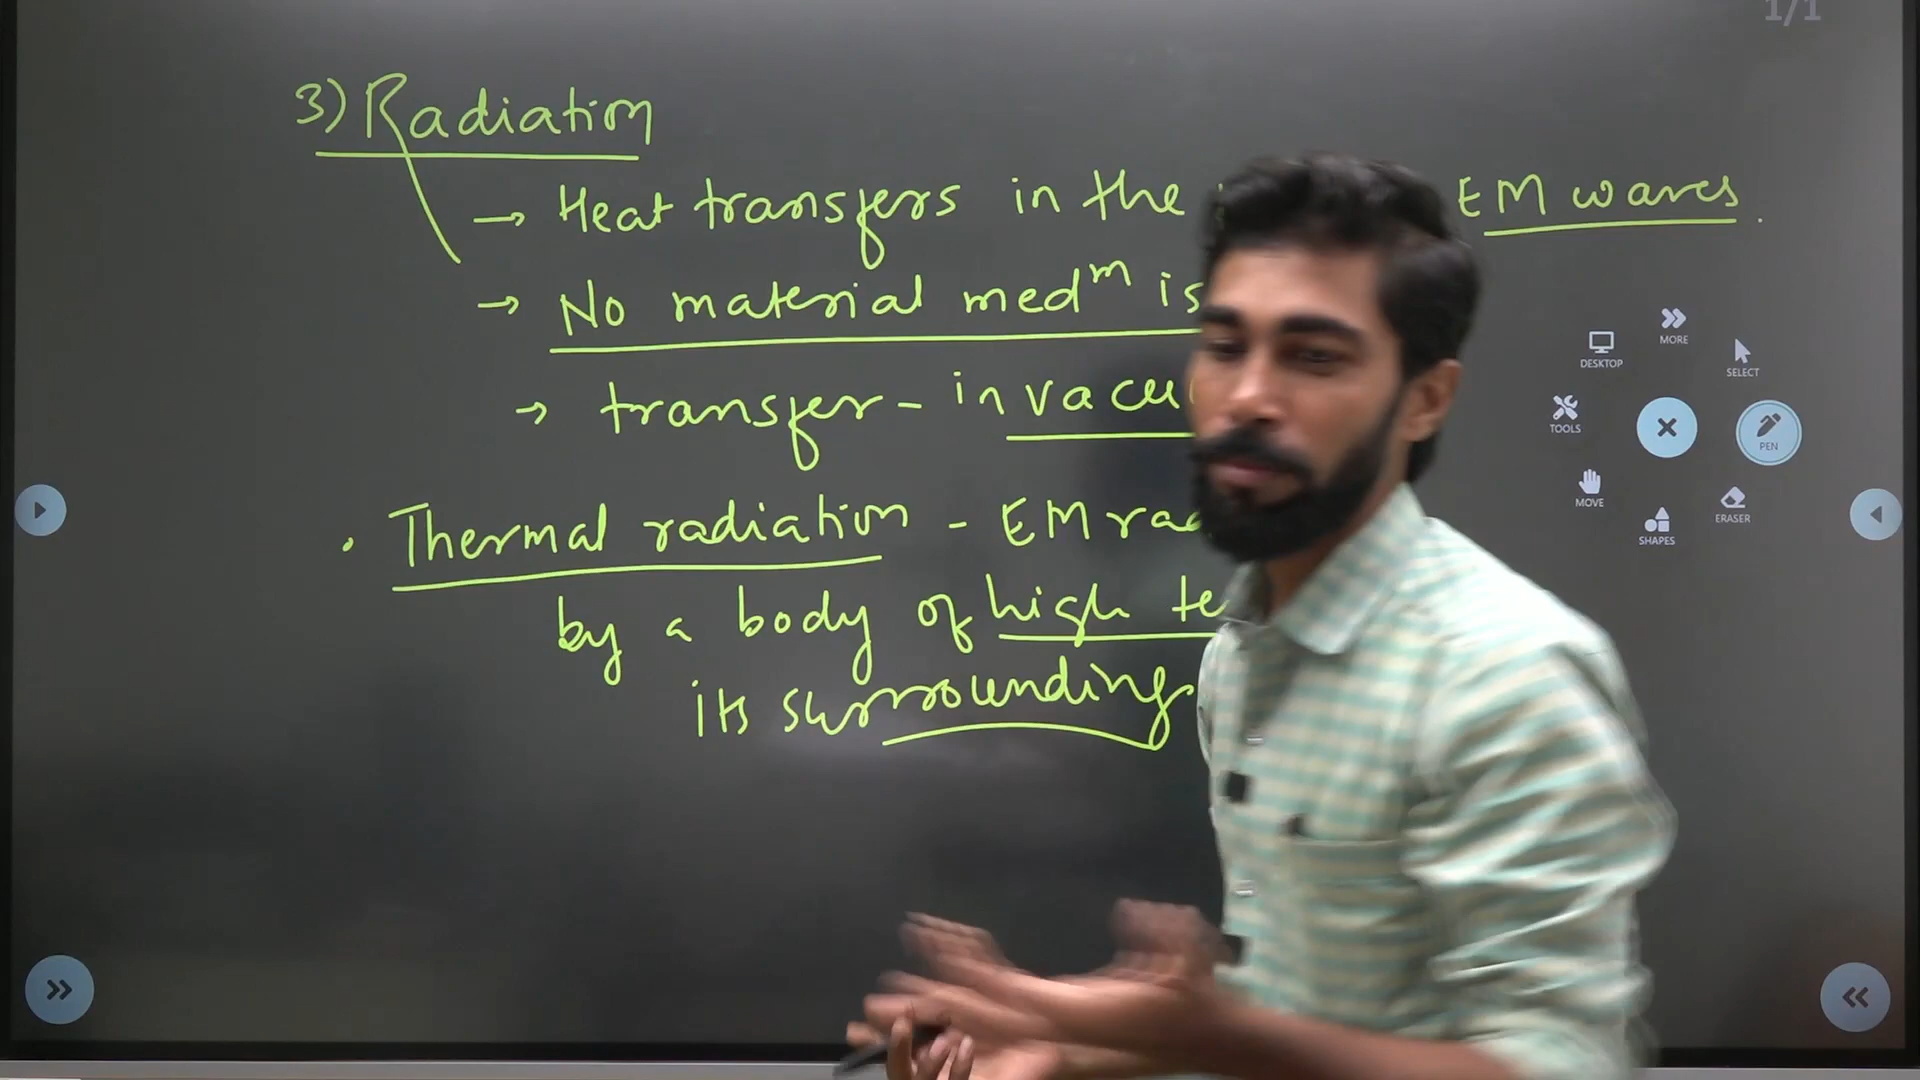 1/1
3) Radiation
→ Heat transfers in the EM waves.
→ No material medᵐ is
→ transfer - in vacu
• Thermal radiation - EM rad
by a body of high te
its surrounding
MORE
DESKTOP
SELECT
TOOLS
PEN
MOVE
ERASER
SHAPES